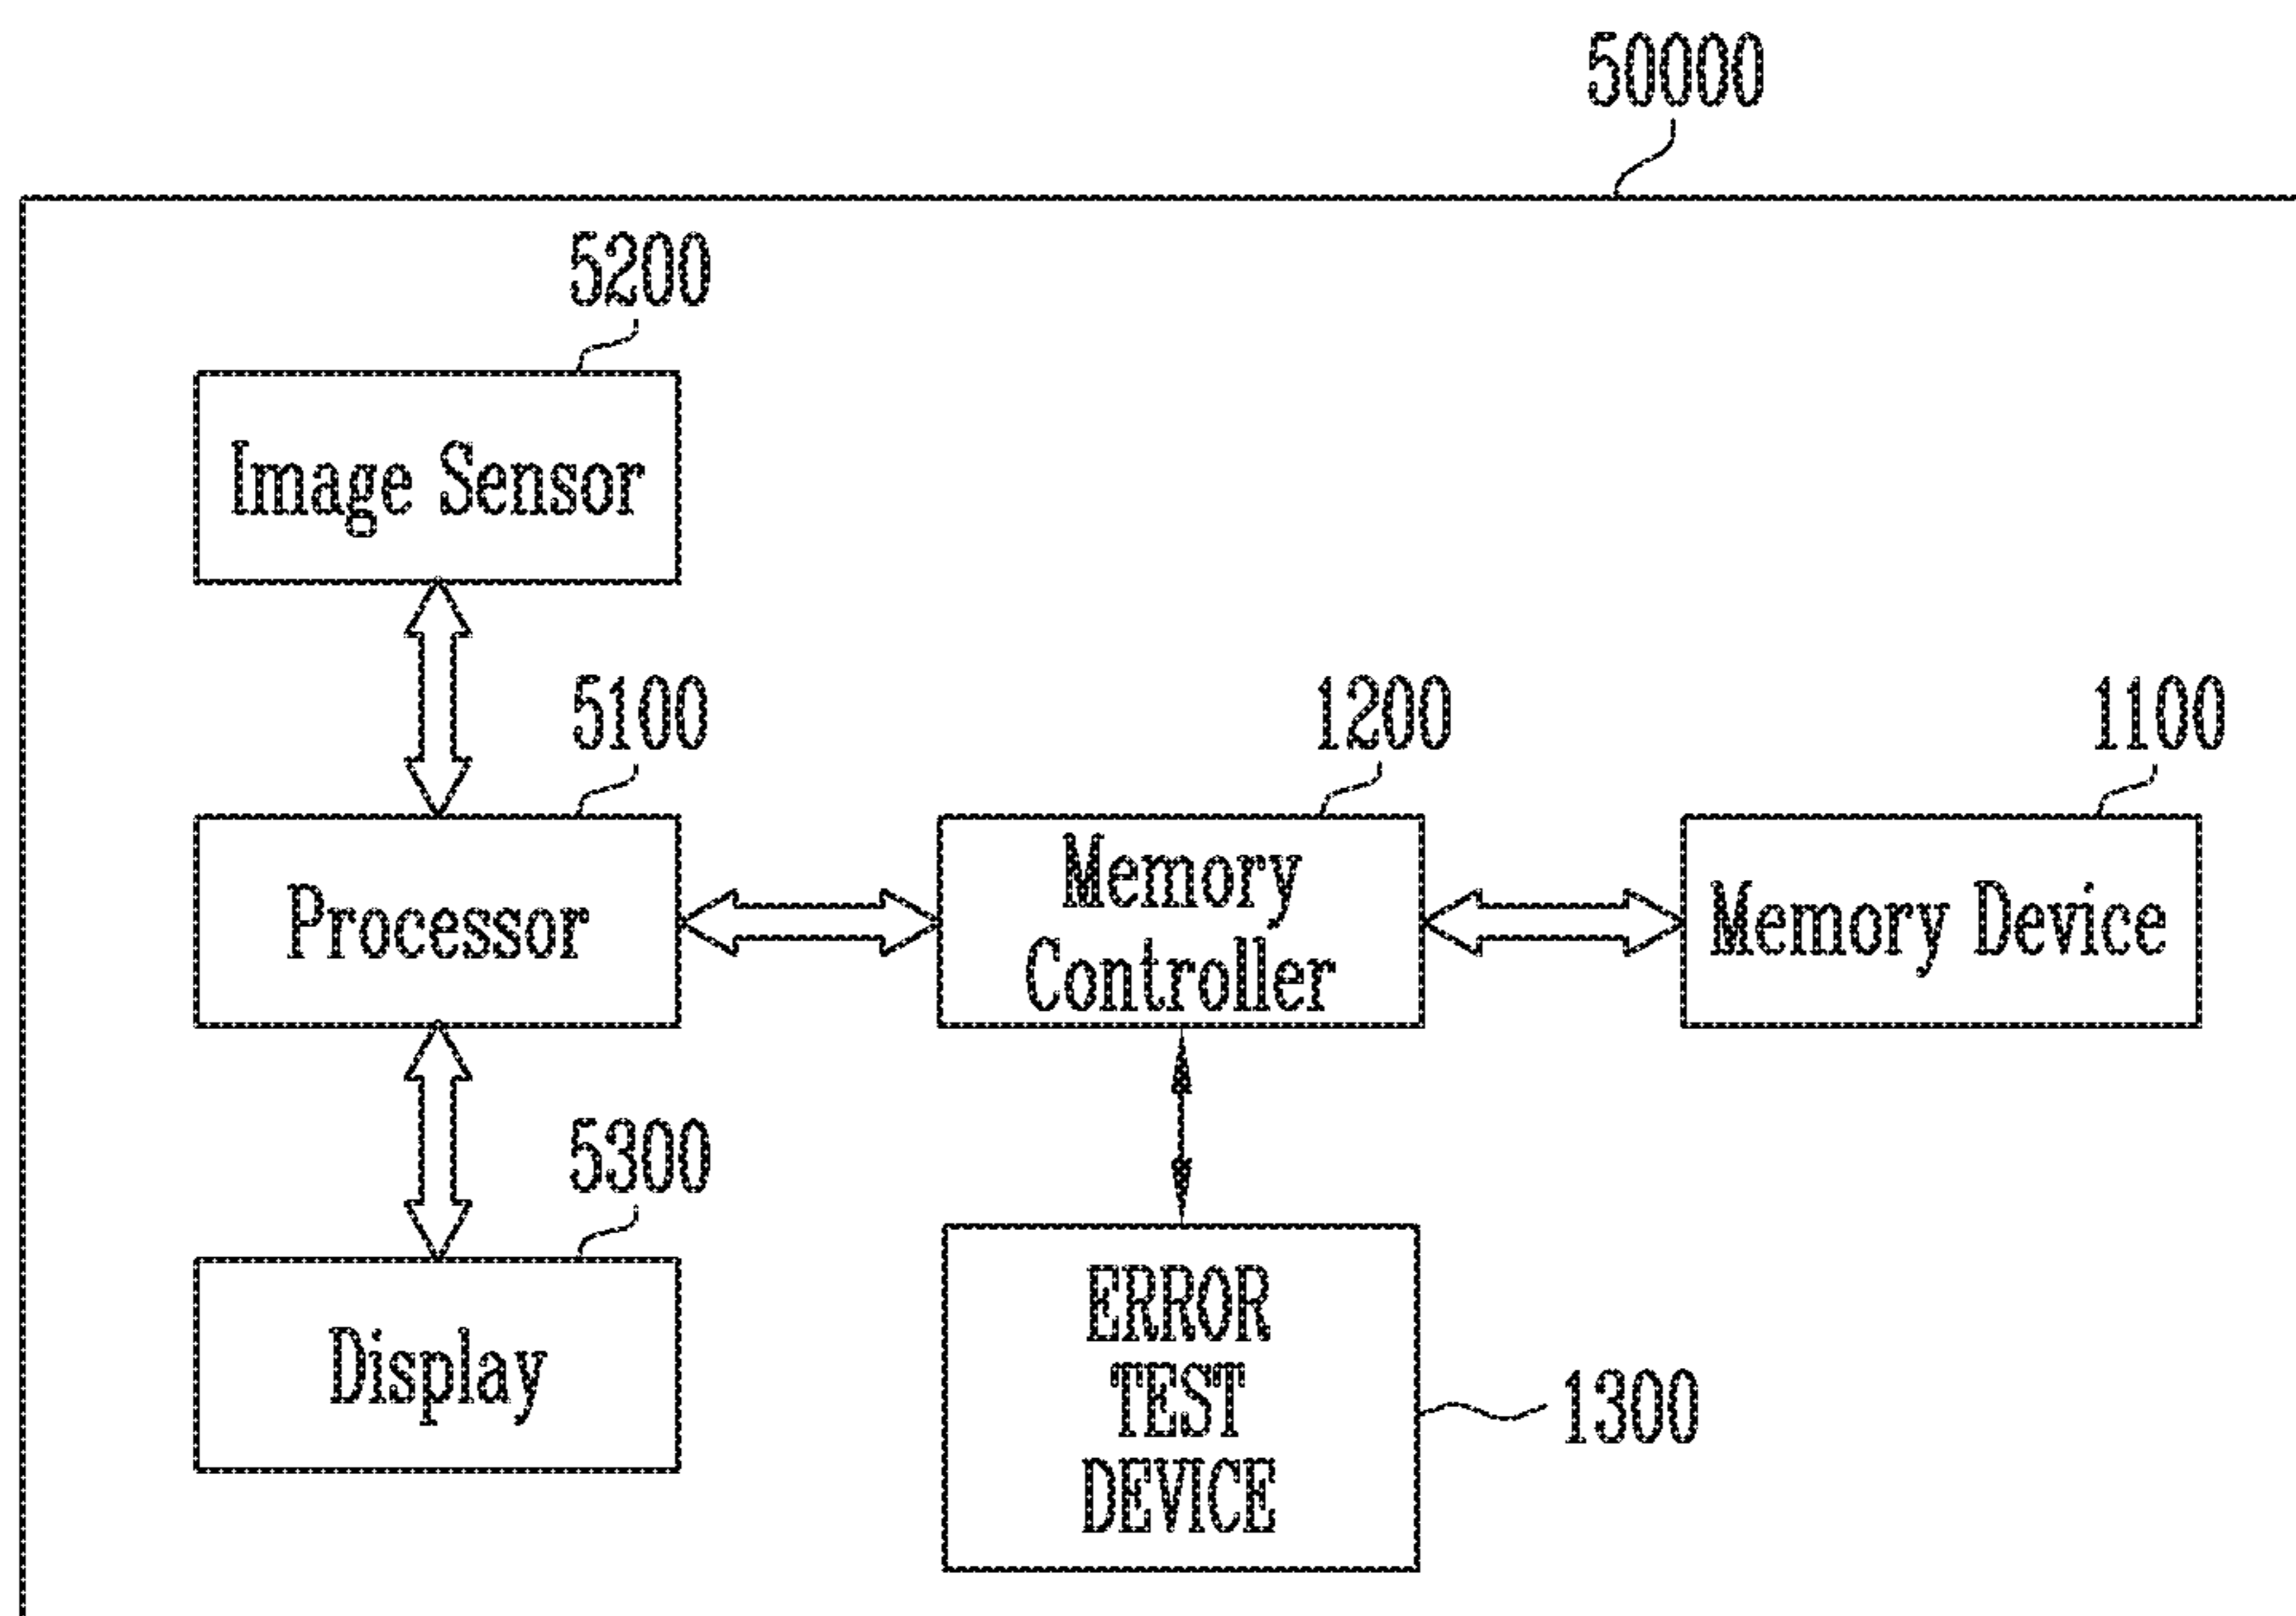 50000
5200
Image Sensor
5100
1200
1100
Processor
Memory
Controller
Memory Device
5300
Display
ERROR
TEST
DEVICE
1300